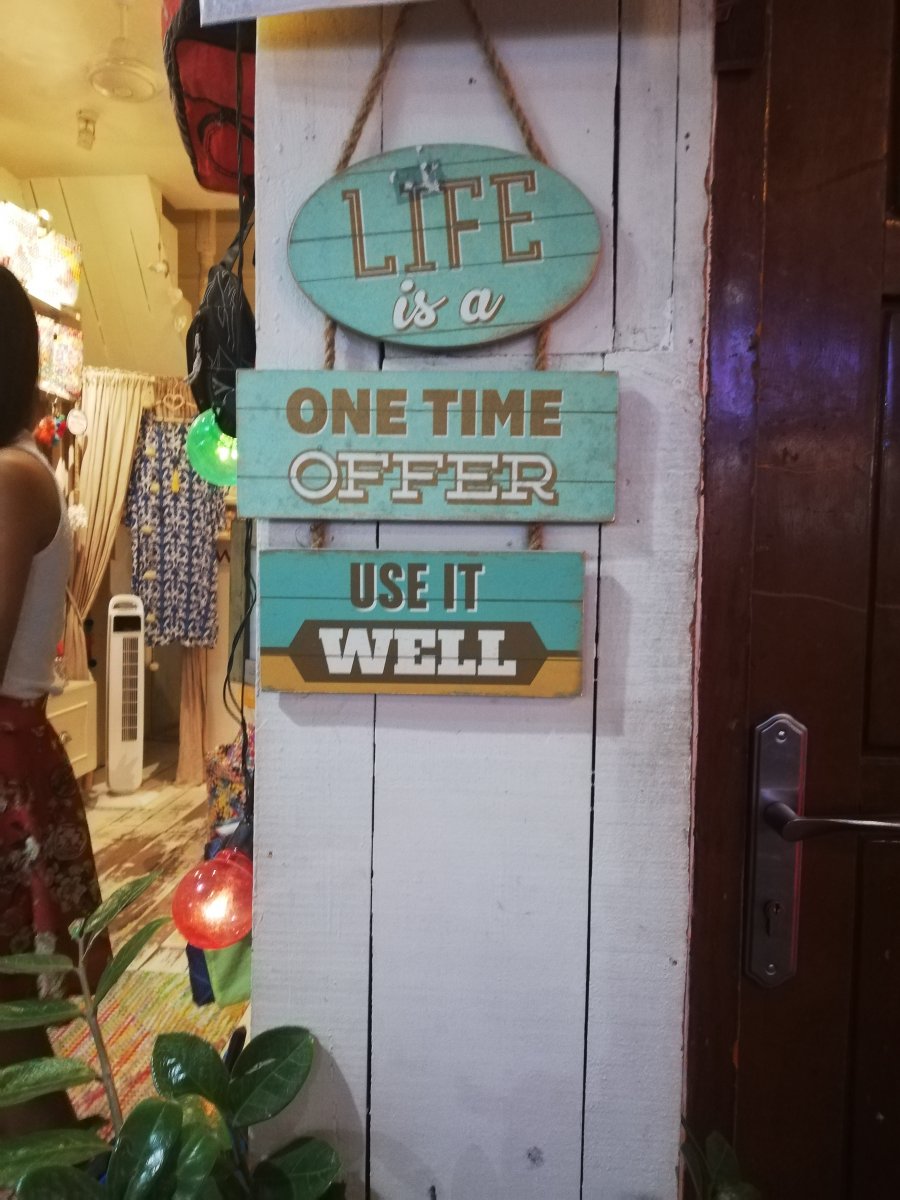 LIFE
is a
ONE TIME
OFFER
USE IT
WELL